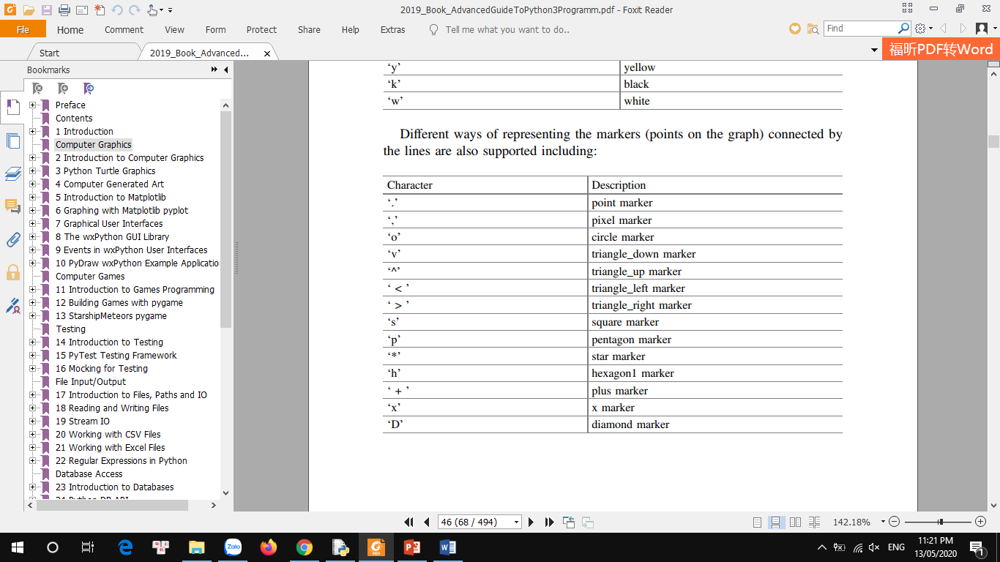 2019_Book_AdvancedGuideToPython3Programm.pdf - Foxit Reader
File Home Comment View Form Protect Share Help Extras Tell me what you want to do.. Find
Start 2019_Book_Advanced... 福昕PDF转Word
Bookmarks
Preface
Contents
1 Introduction
Computer Graphics
2 Introduction to Computer Graphics
3 Python Turtle Graphics
4 Computer Generated Art
5 Introduction to Matplotlib
6 Graphing with Matplotlib pyplot
7 Graphical User Interfaces
8 The wxPython GUI Library
9 Events in wxPython User Interfaces
10 PyDraw wxPython Example Applicatio
Computer Games
11 Introduction to Games Programming
12 Building Games with pygame
13 StarshipMeteors pygame
Testing
14 Introduction to Testing
15 PyTest Testing Framework
16 Mocking for Testing
File Input/Output
17 Introduction to Files, Paths and IO
18 Reading and Writing Files
19 Stream IO
20 Working with CSV Files
21 Working with Excel Files
22 Regular Expressions in Python
Database Access
23 Introduction to Databases
24 Python DB-API
‘y’ yellow
‘k’ black
‘w’ white
Different ways of representing the markers (points on the graph) connected by
the lines are also supported including:
Character Description
‘.’ point marker
‘,’ pixel marker
‘o’ circle marker
‘v’ triangle_down marker
‘^’ triangle_up marker
‘ < ’ triangle_left marker
‘ > ’ triangle_right marker
‘s’ square marker
‘p’ pentagon marker
‘*’ star marker
‘h’ hexagon1 marker
‘ + ’ plus marker
‘x’ x marker
‘D’ diamond marker
46 (68 / 494) 142.18%
Zalo PDF ENG 11:21 PM
13/05/2020 1